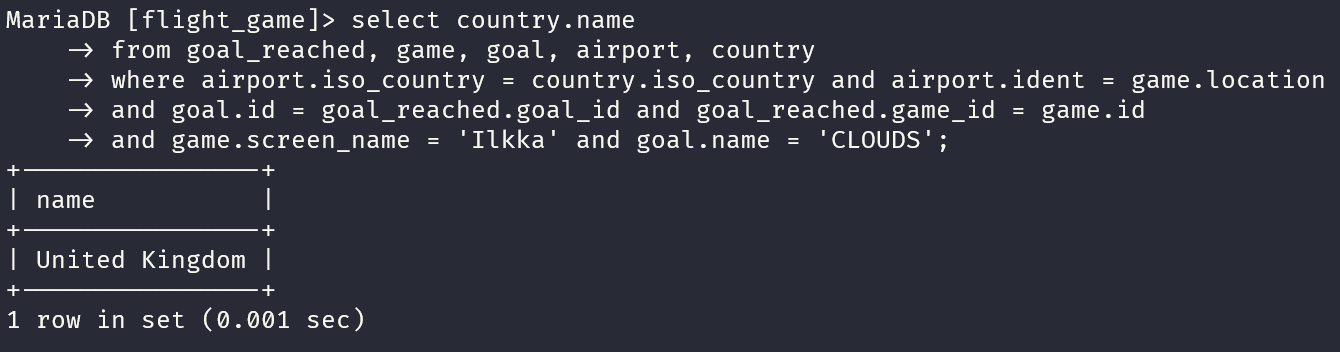 MariaDB [flight_game]> select country.name
    -> from goal_reached, game, goal, airport, country
    -> where airport.iso_country = country.iso_country and airport.ident = game.location
    -> and goal.id = goal_reached.goal_id and goal_reached.game_id = game.id
    -> and game.screen_name = 'Ilkka' and goal.name = 'CLOUDS';
+----------------+
| name           |
+----------------+
| United Kingdom |
+----------------+
1 row in set (0.001 sec)